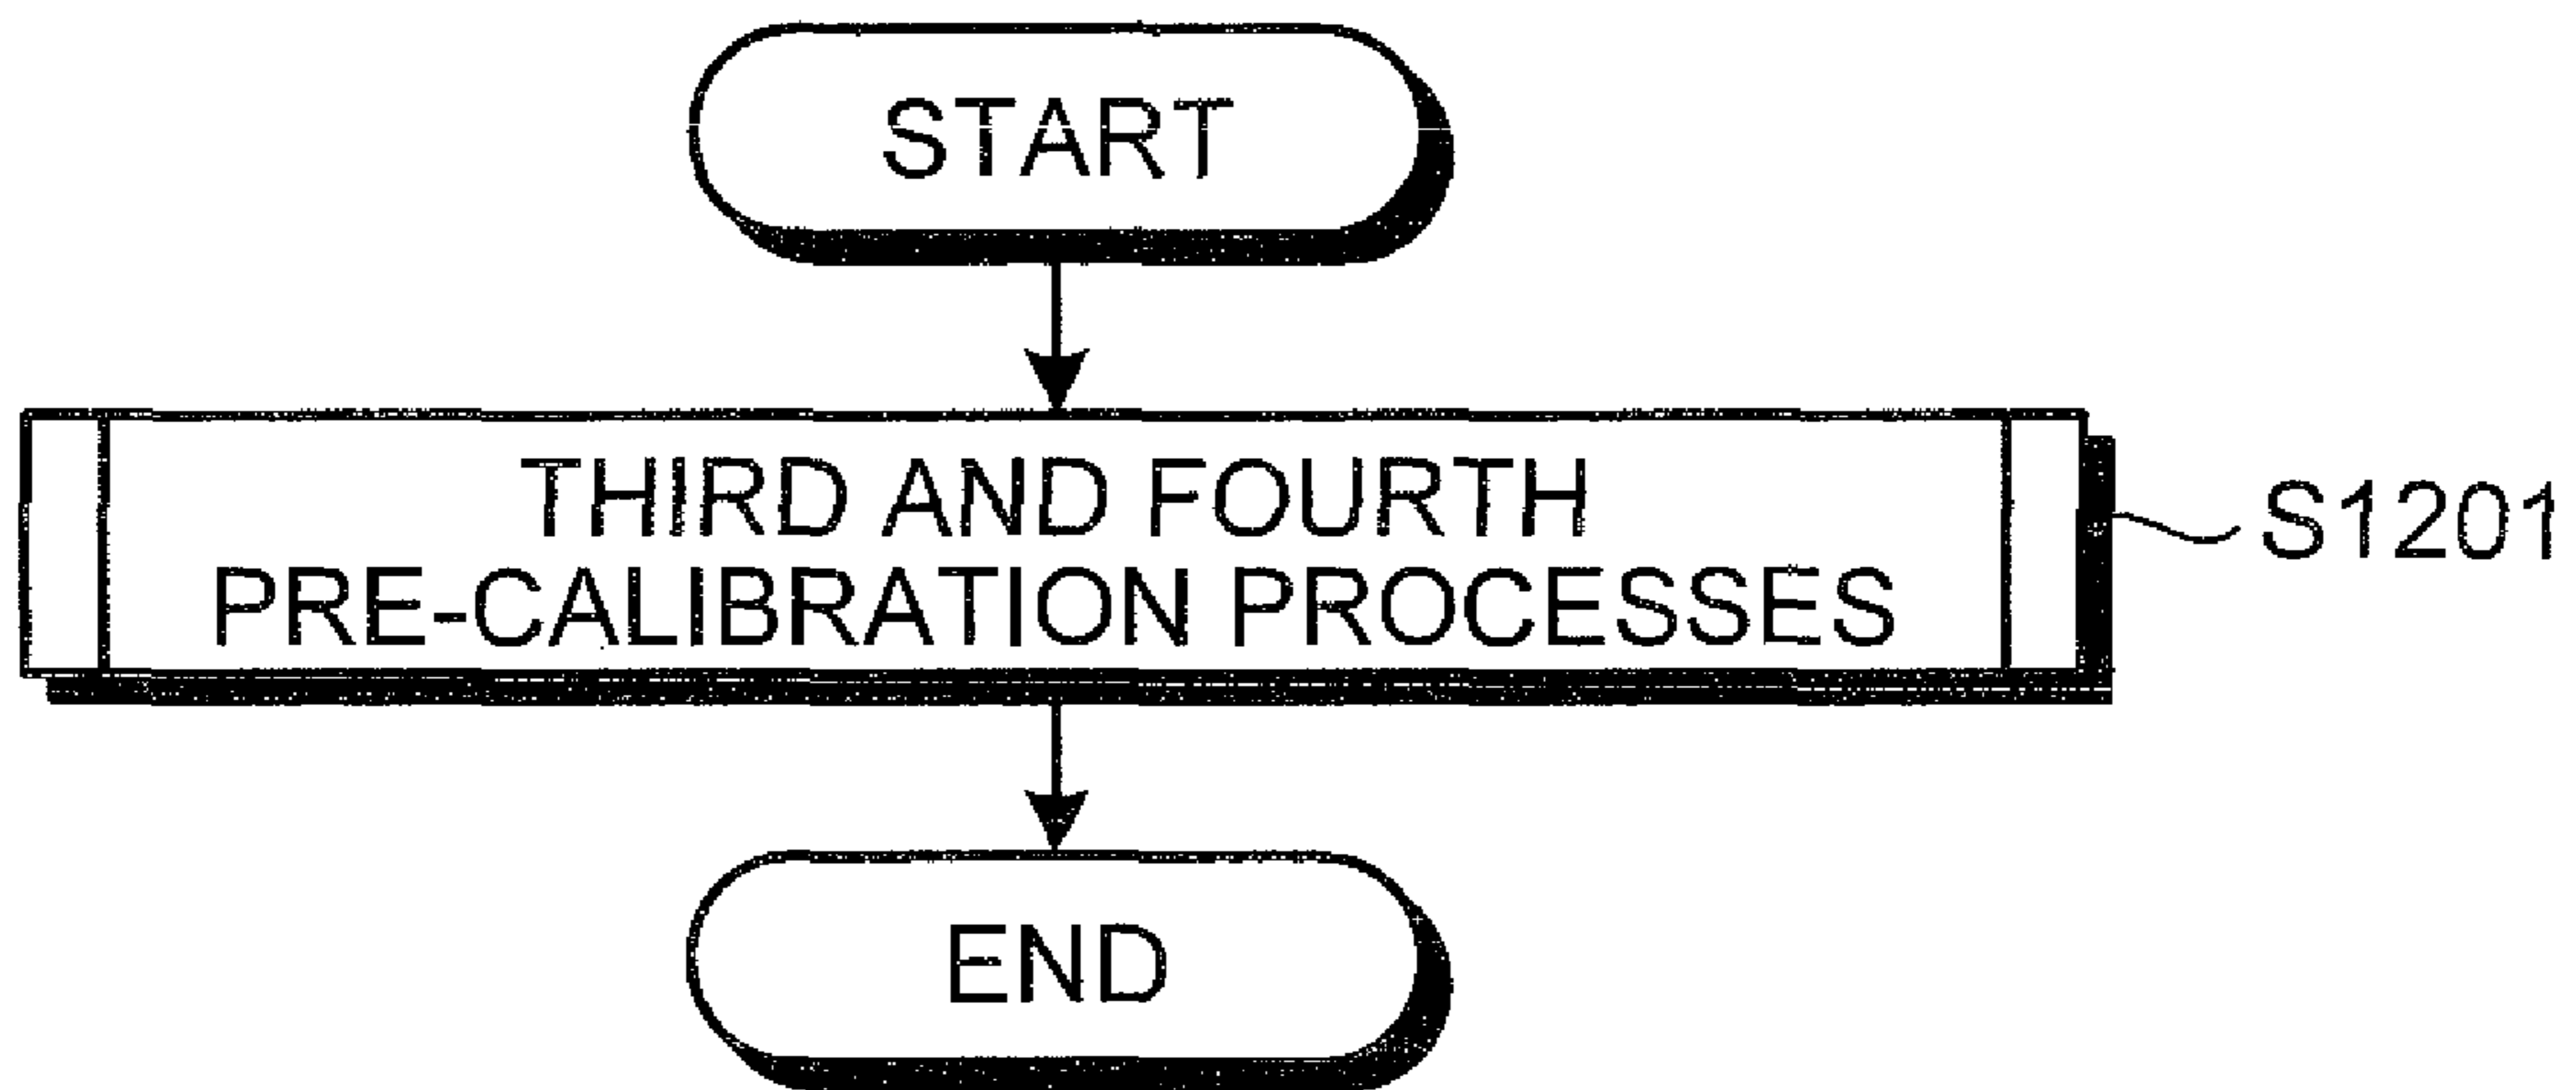 START
THIRD AND FOURTH
PRE-CALIBRATION PROCESSES
S1201
END